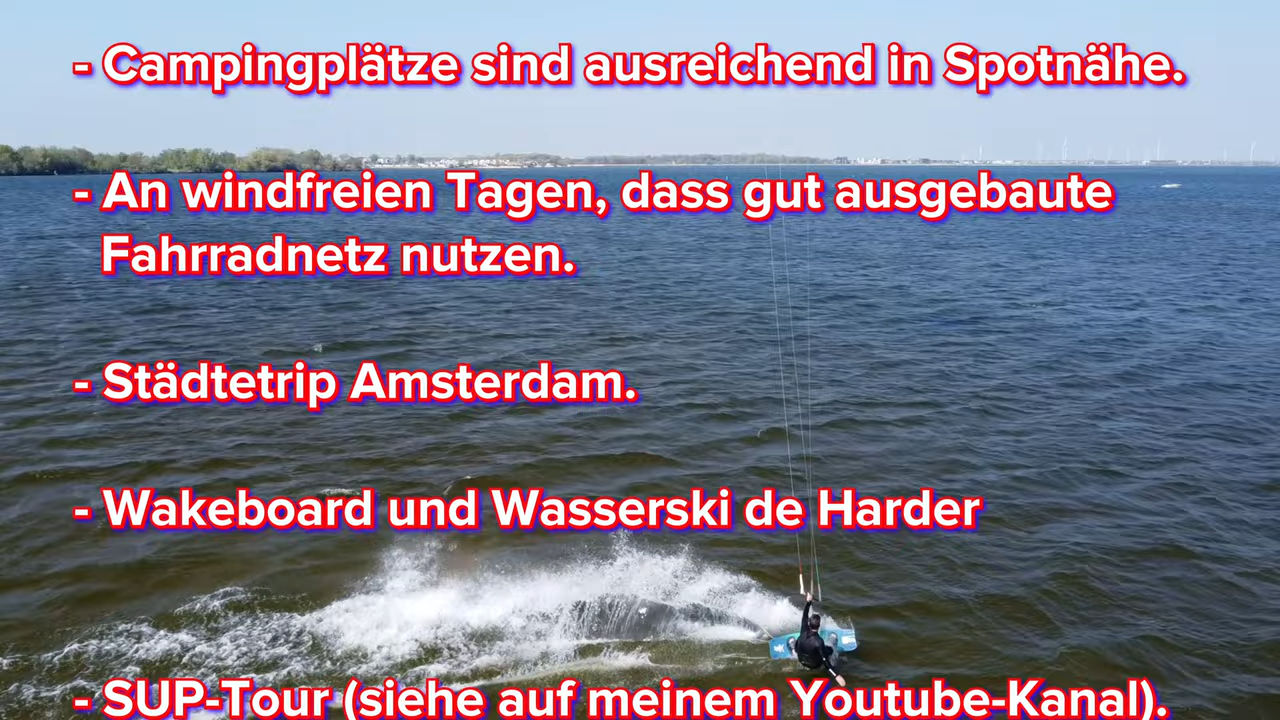 - Campingplätze sind ausreichend in Spotnähe.
- An windfreien Tagen, dass gut ausgebaute
Fahrradnetz nutzen.
- Städtetrip Amsterdam.
- Wakeboard und Wasserski de Harder
- SUP-Tour (siehe auf meinem Youtube-Kanal).